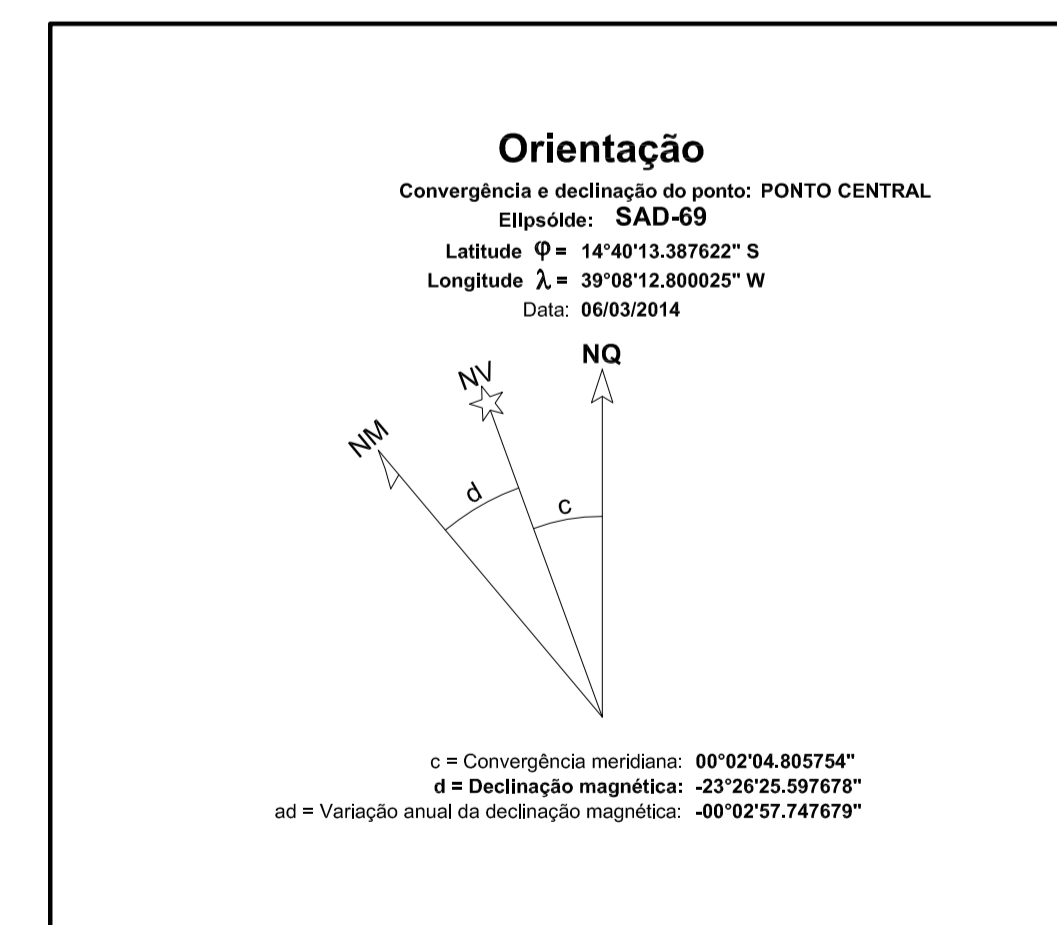 Orientação
Convergência e declinação do ponto: PONTO CENTRAL
Elipsólde: SAD-69
Latitude φ = 14°40'13.387622" S
Longitude λ = 39°08'12.800025" W
Data: 06/03/2014
NQ
NV
NM
d
c
c = Convergência meridiana: 00°02'04.805754"
d = Declinação magnética: -23°26'25.597678"
ad = Variação anual da declinação magnética: -00°02'57.747679"